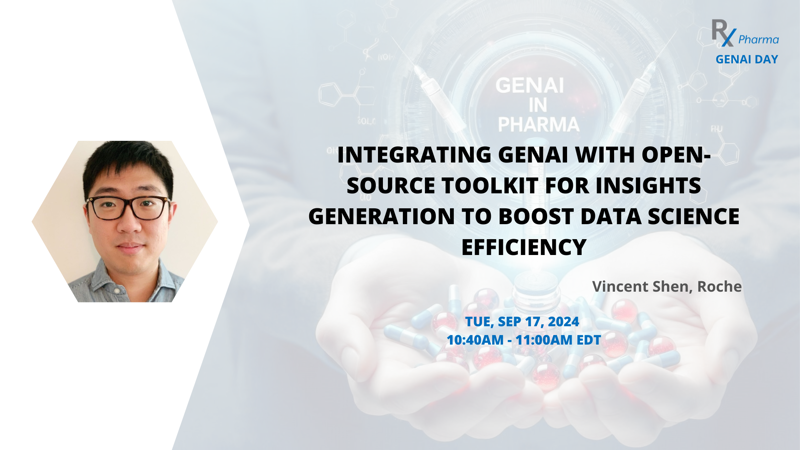 Rx Pharma
GENAI DAY
GENAI
IN
PHARMA
INTEGRATING GENAI WITH OPEN-
SOURCE TOOLKIT FOR INSIGHTS
GENERATION TO BOOST DATA SCIENCE
EFFICIENCY
Vincent Shen, Roche
TUE, SEP 17, 2024
10:40AM - 11:00AM EDT